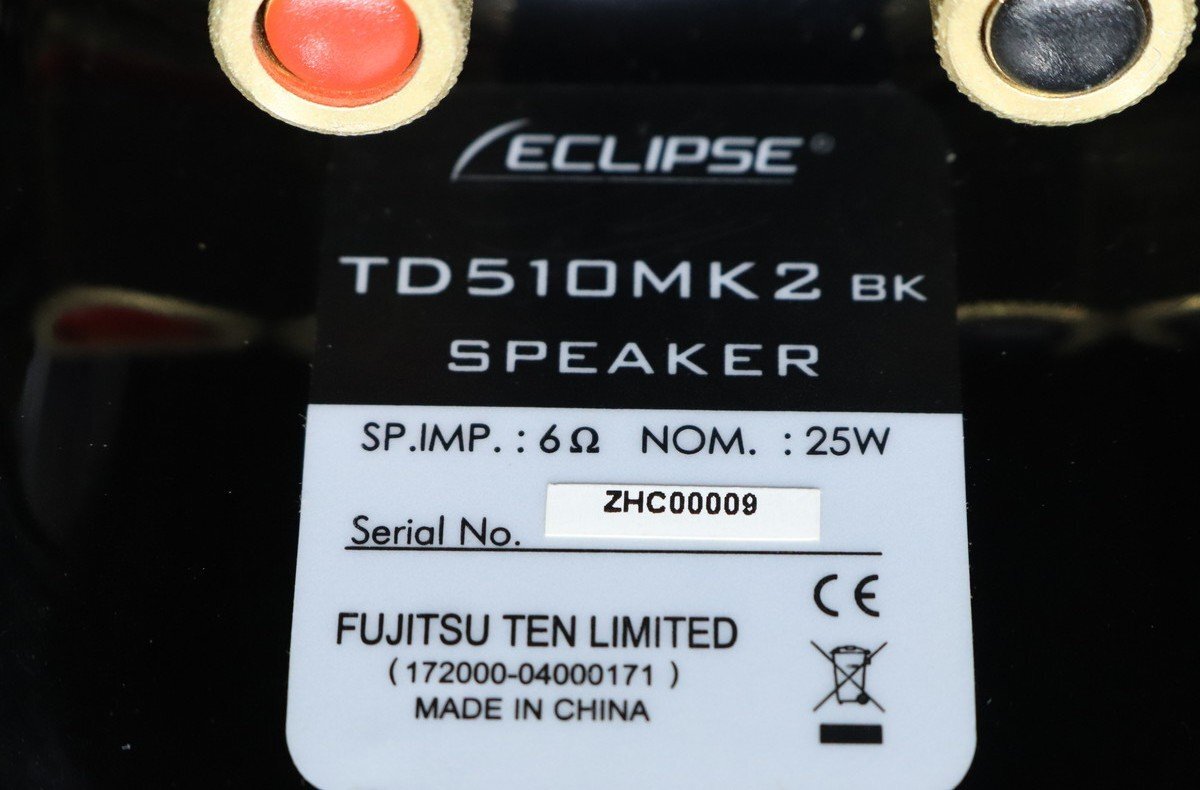 ECLIPSE®
TD510MK2 BK
SPEAKER
SP.IMP. : 6Ω NOM. : 25W
Serial No. ZHC00009
CE
FUJITSU TEN LIMITED
(172000-04000171 )
MADE IN CHINA